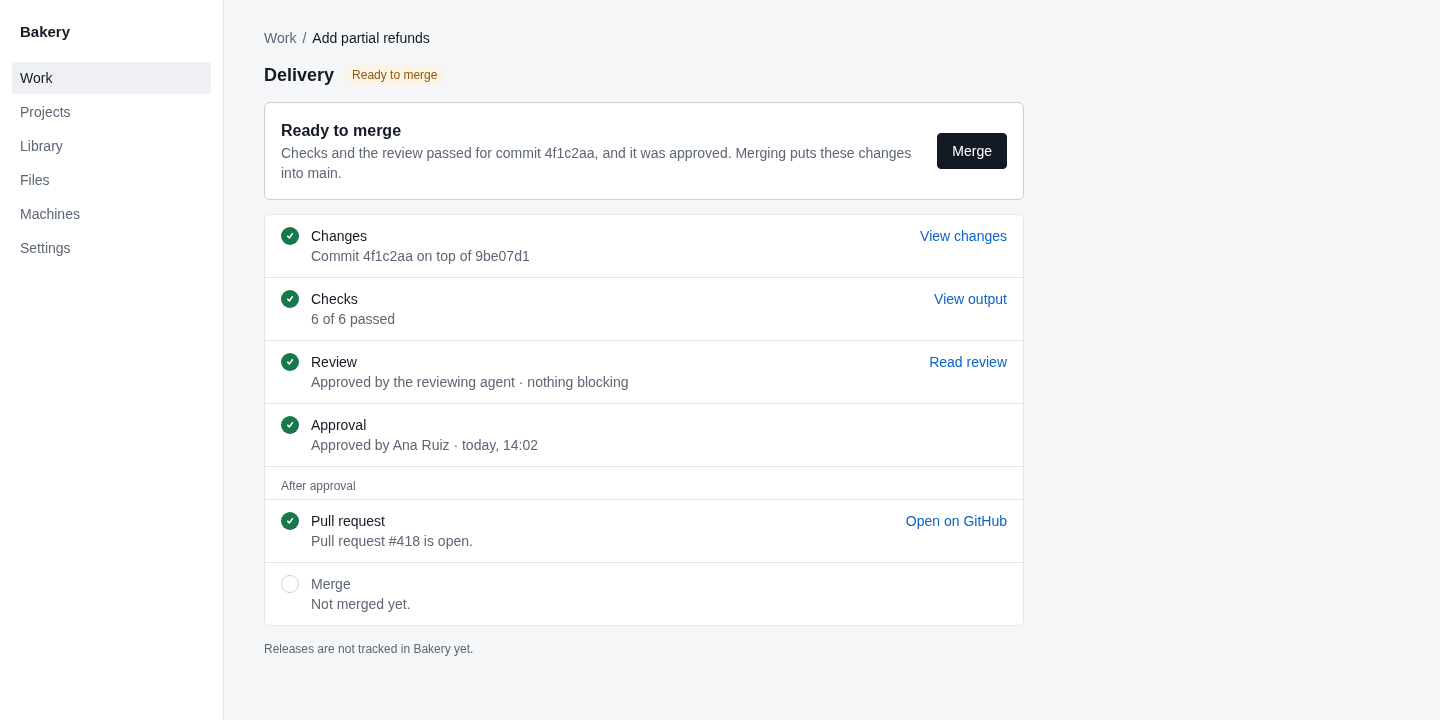 Bakery
Work
Projects
Library
Files
Machines
Settings
Work / Add partial refunds
Delivery Ready to merge
Ready to merge
Checks and the review passed for commit 4f1c2aa, and it was approved. Merging puts these changes
into main.
Merge
Changes View changes
Commit 4f1c2aa on top of 9be07d1
Checks View output
6 of 6 passed
Review Read review
Approved by the reviewing agent · nothing blocking
Approval
Approved by Ana Ruiz · today, 14:02
After approval
Pull request Open on GitHub
Pull request #418 is open.
Merge
Not merged yet.
Releases are not tracked in Bakery yet.